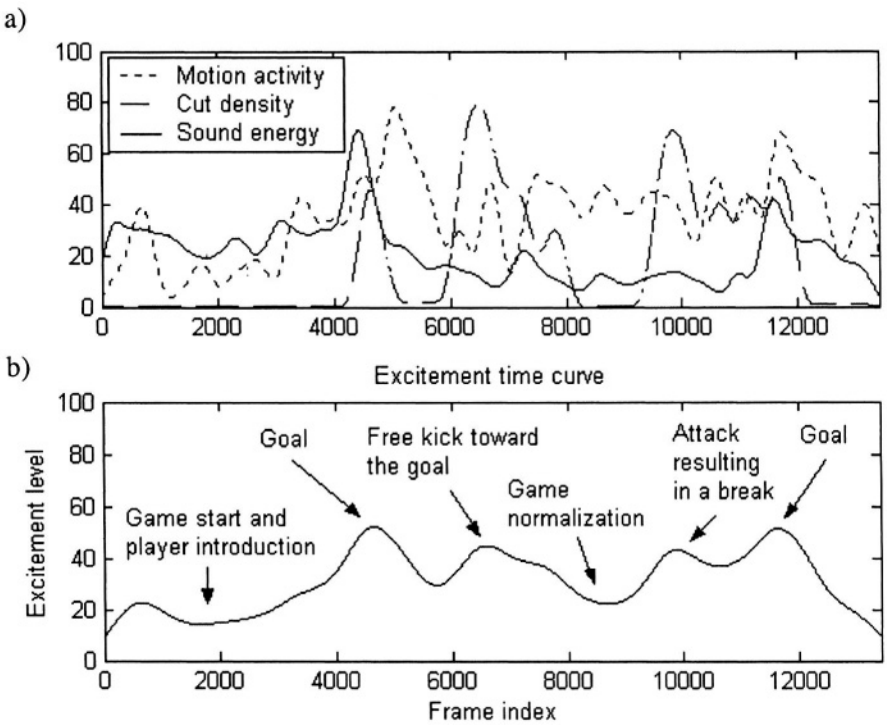 a)
100
80
60
40
20
0
Motion activity
Cut density
Sound energy
0 2000 4000 6000 8000 10000 12000
b)
Excitement time curve
Excitement level
100
80
60
40
20
0
Game start and
player introduction
Goal
Free kick toward
the goal
Game
normalization
Attack
resulting
in a break
Goal
0 2000 4000 6000 8000 10000 12000
Frame index